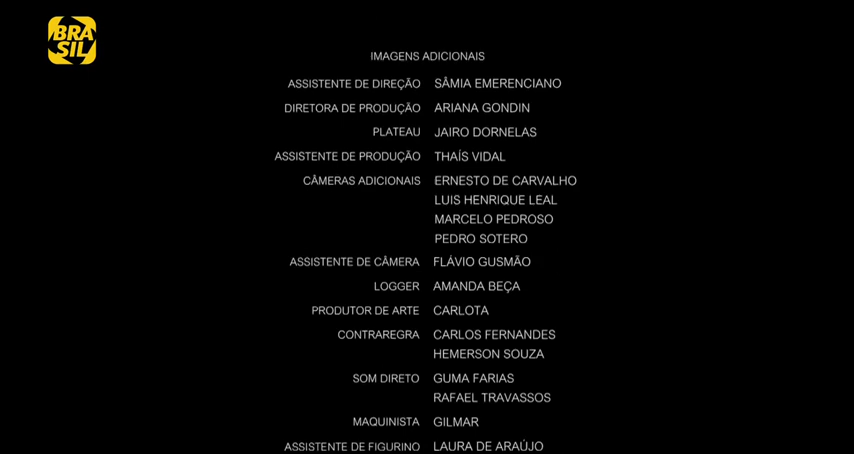 BRA
SIL
IMAGENS ADICIONAIS
ASSISTENTE DE DIREÇÃO SÂMIA EMERENCIANO
DIRETORA DE PRODUÇÃO ARIANA GONDIN
PLATEAU JAIRO DORNELAS
ASSISTENTE DE PRODUÇÃO THAÍS VIDAL
CÂMERAS ADICIONAIS ERNESTO DE CARVALHO
LUIS HENRIQUE LEAL
MARCELO PEDROSO
PEDRO SOTERO
ASSISTENTE DE CÂMERA FLÁVIO GUSMÃO
LOGGER AMANDA BEÇA
PRODUTOR DE ARTE CARLOTA
CONTRAREGRA CARLOS FERNANDES
HEMERSON SOUZA
SOM DIRETO GUMA FARIAS
RAFAEL TRAVASSOS
MAQUINISTA GILMAR
ASSISTENTE DE FIGURINO LAURA DE ARAÚJO